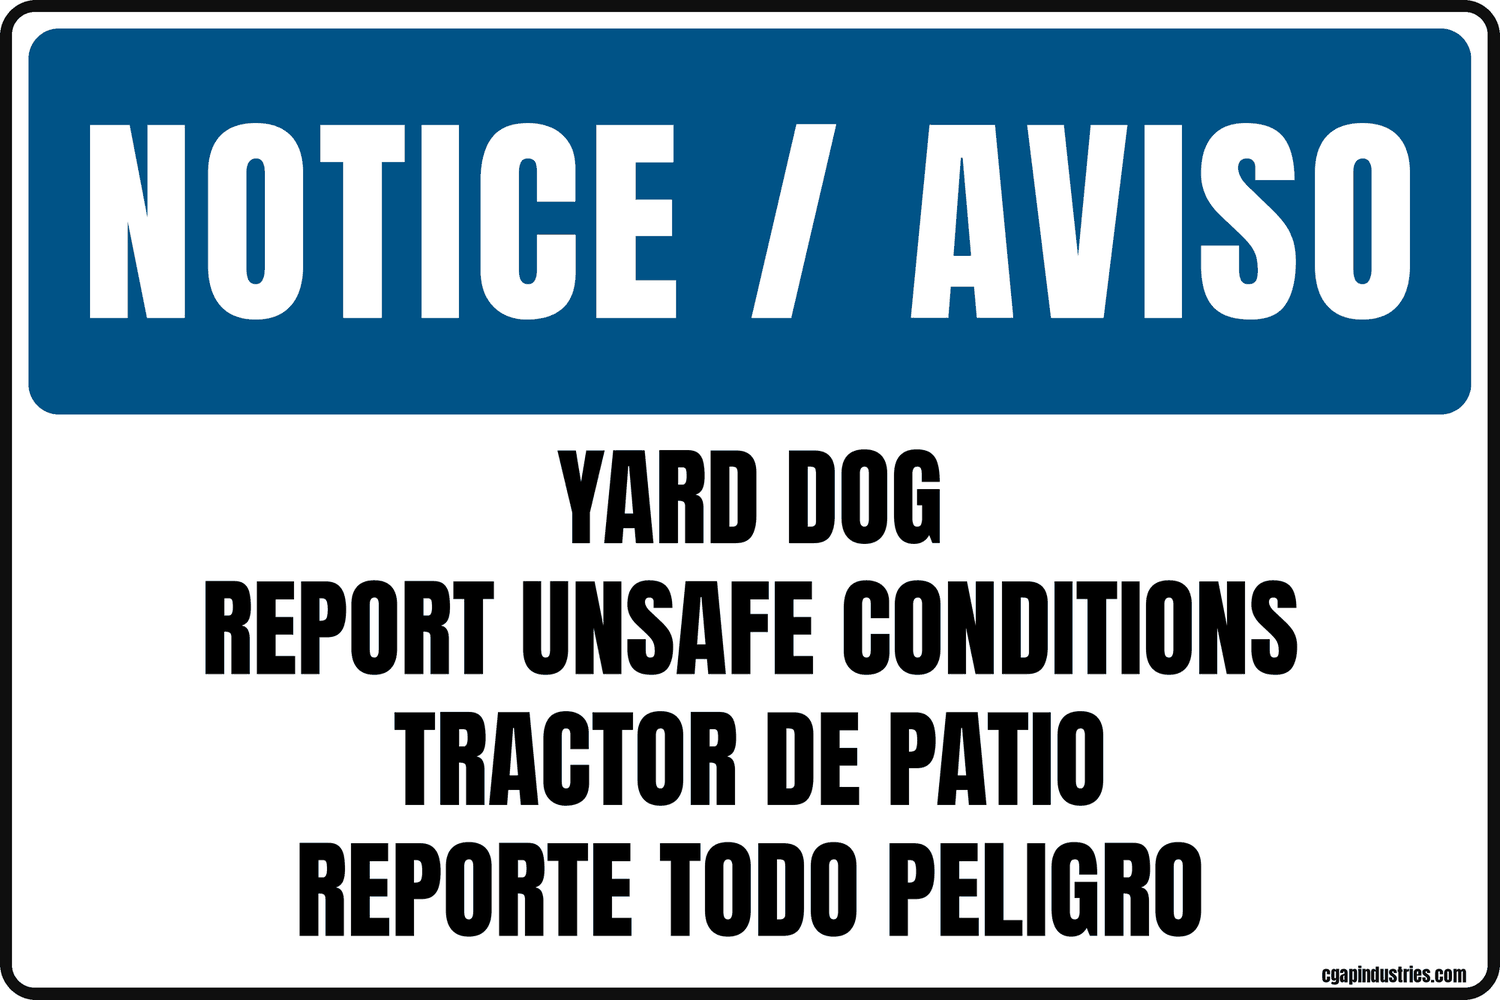 NOTICE / AVISO
YARD DOG
REPORT UNSAFE CONDITIONS
TRACTOR DE PATIO
REPORTE TODO PELIGRO
cgapindustries.com